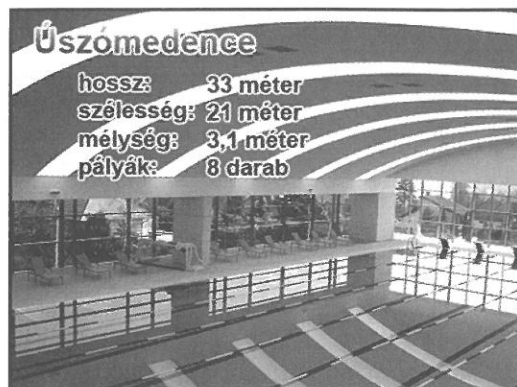 Úszómedence
hossz: 33 méter
szélesség: 21 méter
mélység: 3,1 méter
pályák: 8 darab